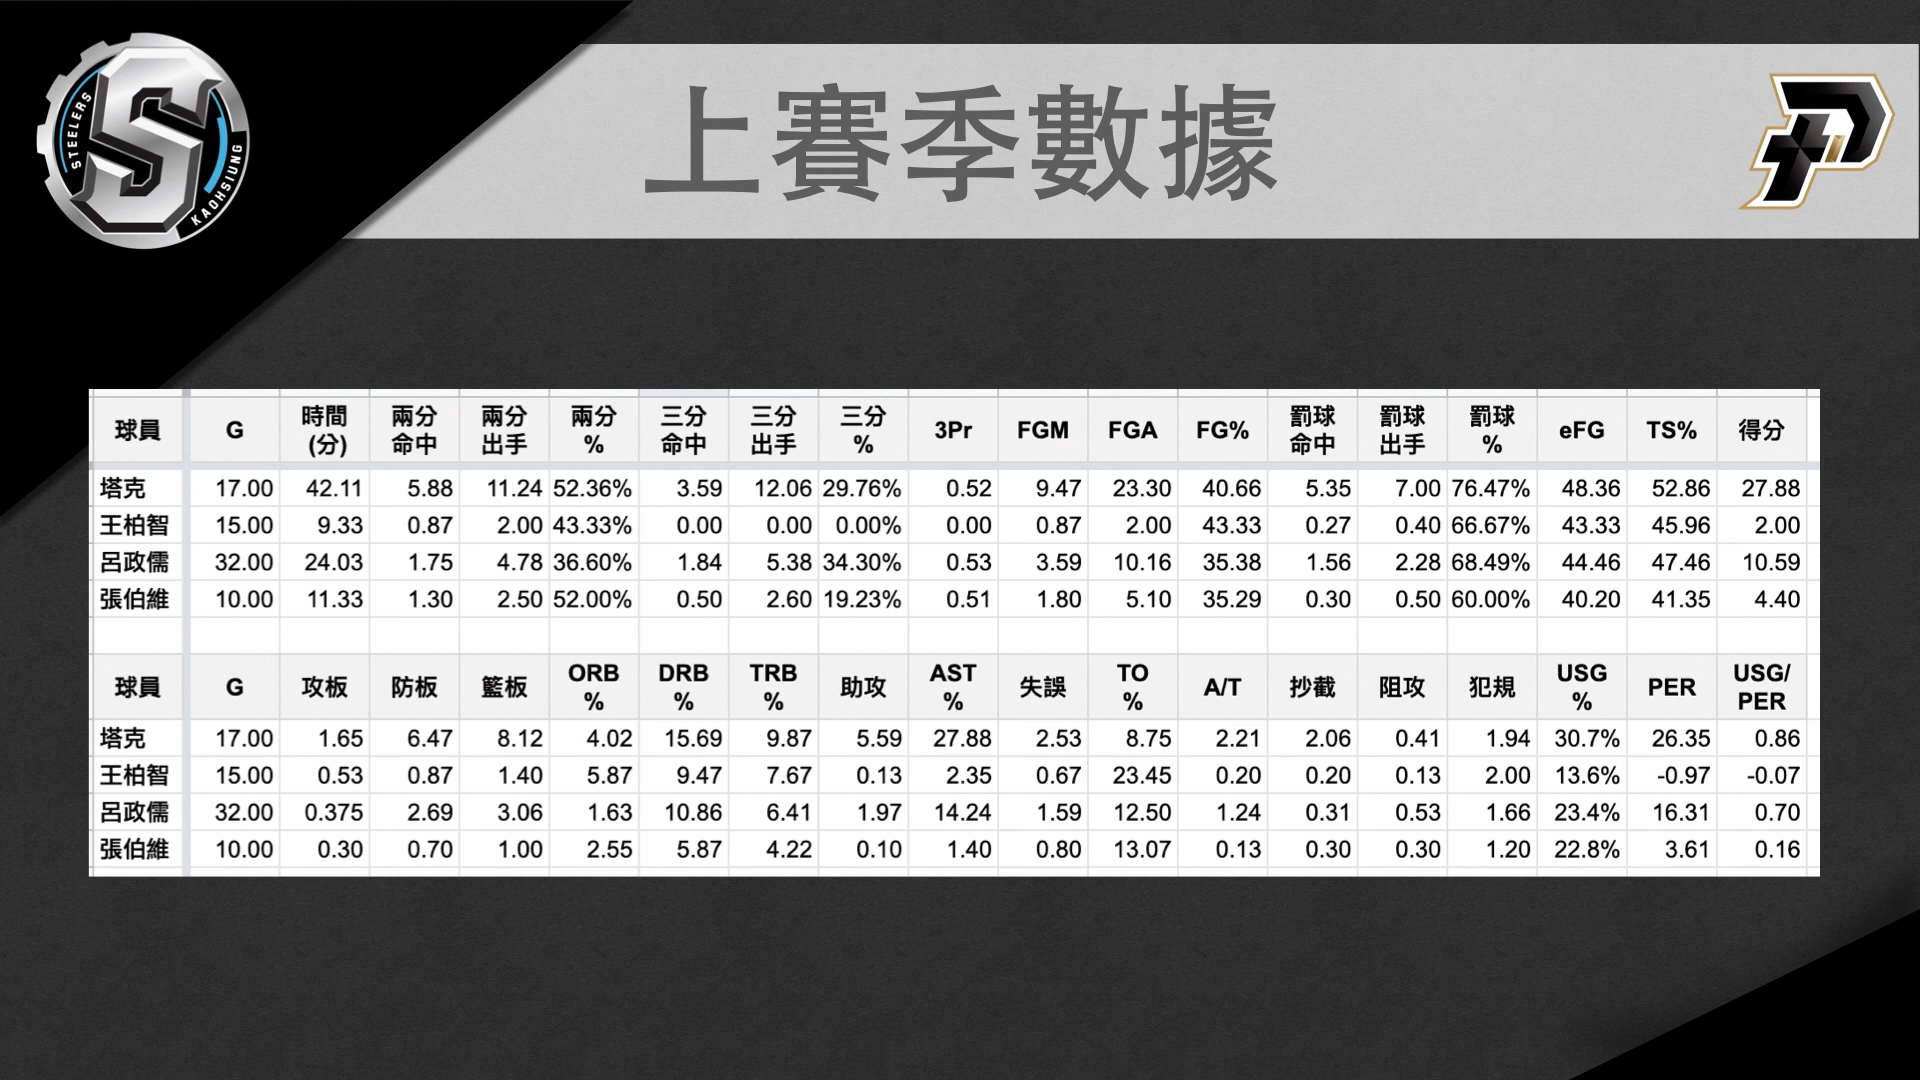 STEELERS
KAOHSIUNG
上賽季數據
P
球員 G 時間(分) 兩分命中 兩分出手 兩分% 三分命中 三分出手 三分% 3Pr FGM FGA FG% 罰球命中 罰球出手 罰球% eFG TS% 得分
塔克 17.00 42.11 5.88 11.24 52.36% 3.59 12.06 29.76% 0.52 9.47 23.30 40.66 5.35 7.00 76.47% 48.36 52.86 27.88
王柏智 15.00 9.33 0.87 2.00 43.33% 0.00 0.00 0.00% 0.00 0.87 2.00 43.33 0.27 0.40 66.67% 43.33 45.96 2.00
呂政儒 32.00 24.03 1.75 4.78 36.60% 1.84 5.38 34.30% 0.53 3.59 10.16 35.38 1.56 2.28 68.49% 44.46 47.46 10.59
張伯維 10.00 11.33 1.30 2.50 52.00% 0.50 2.60 19.23% 0.51 1.80 5.10 35.29 0.30 0.50 60.00% 40.20 41.35 4.40
球員 G 攻板 防板 籃板 ORB% DRB% TRB% 助攻 AST% 失誤 TO% A/T 抄截 阻攻 犯規 USG% PER USG/PER
塔克 17.00 1.65 6.47 8.12 4.02 15.69 9.87 5.59 27.88 2.53 8.75 2.21 2.06 0.41 1.94 30.7% 26.35 0.86
王柏智 15.00 0.53 0.87 1.40 5.87 9.47 7.67 0.13 2.35 0.67 23.45 0.20 0.20 0.13 2.00 13.6% -0.97 -0.07
呂政儒 32.00 0.375 2.69 3.06 1.63 10.86 6.41 1.97 14.24 1.59 12.50 1.24 0.31 0.53 1.66 23.4% 16.31 0.70
張伯維 10.00 0.30 0.70 1.00 2.55 5.87 4.22 0.10 1.40 0.80 13.07 0.13 0.30 0.30 1.20 22.8% 3.61 0.16